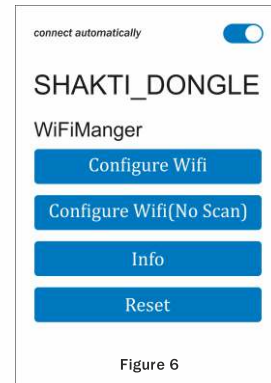 connect automatically
SHAKTI_DONGLE
WiFiManger
Configure Wifi
Configure Wifi(No Scan)
Info
Reset
Figure 6